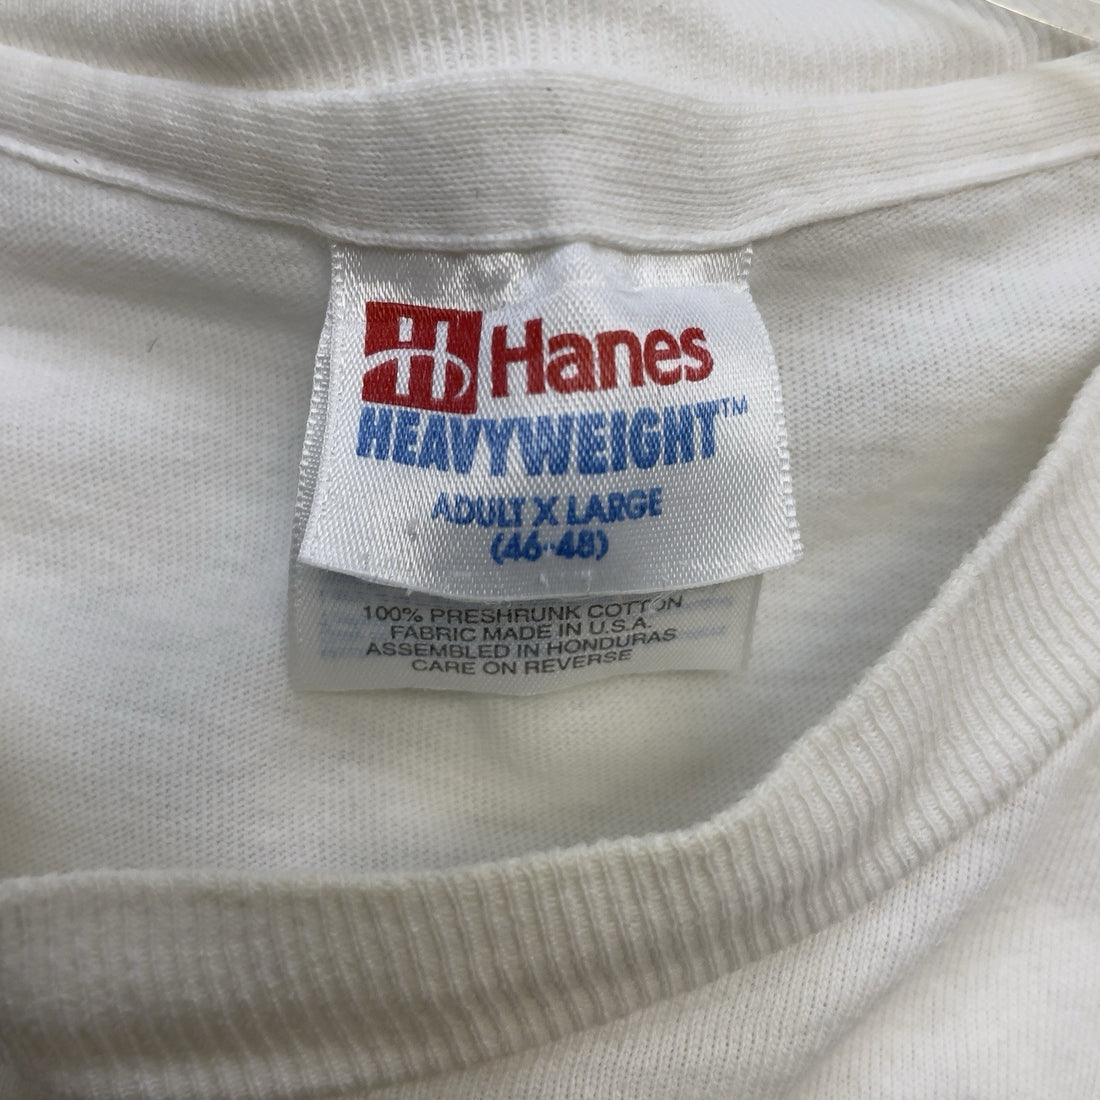 Hanes
HEAVYWEIGHT™
ADULT X LARGE
(46-48)
100% PRESHRUNK COTTON
FABRIC MADE IN U.S.A.
ASSEMBLED IN HONDURAS
CARE ON REVERSE